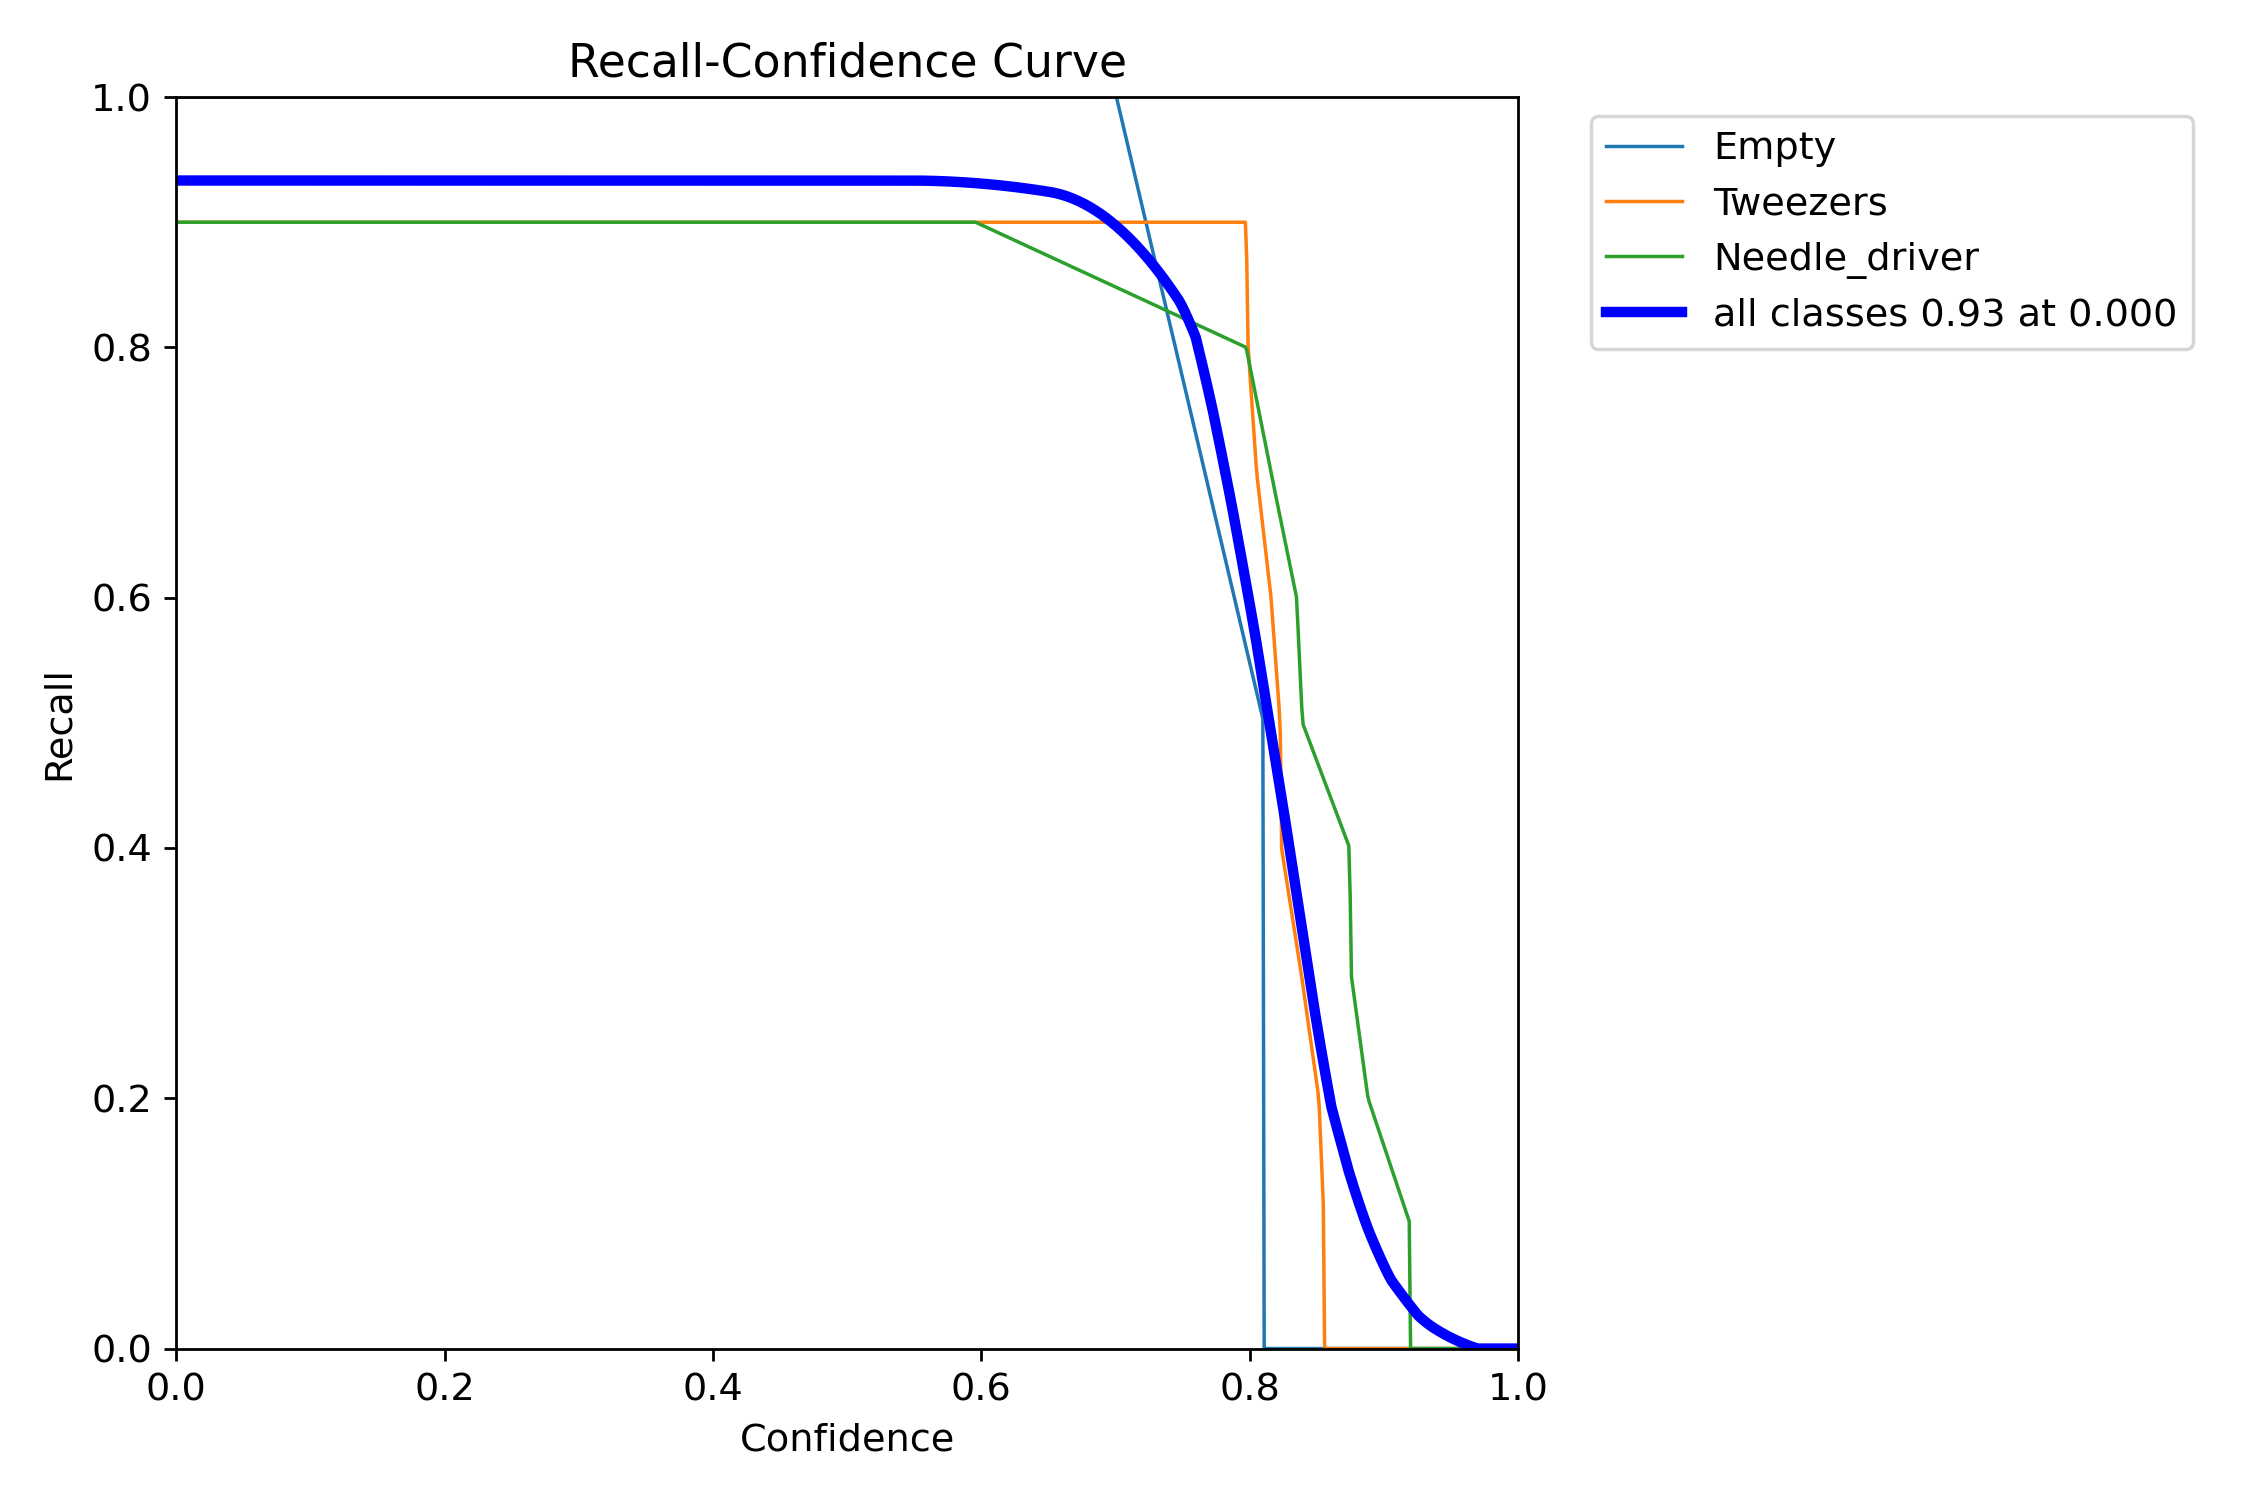 Recall-Confidence Curve
1.0
0.8
0.6
0.4
0.2
0.0
Recall
0.0 0.2 0.4 0.6 0.8 1.0
Confidence
Empty
Tweezers
Needle_driver
all classes 0.93 at 0.000